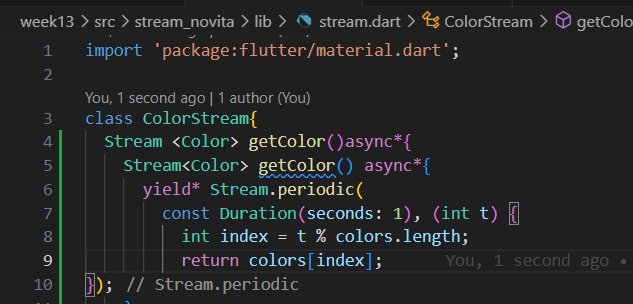 week13 > src > stream_novita > lib > stream.dart > ColorStream > getColo
1 import 'package:flutter/material.dart';
2
You, 1 second ago | 1 author (You)
3 class ColorStream{
4 Stream <Color> getColor()async*{
5 Stream<Color> getColor() async*{
6 yield* Stream.periodic(
7 const Duration(seconds: 1), (int t) {
8 int index = t % colors.length;
9 return colors[index]; You, 1 second ago •
10 }); // Stream.periodic